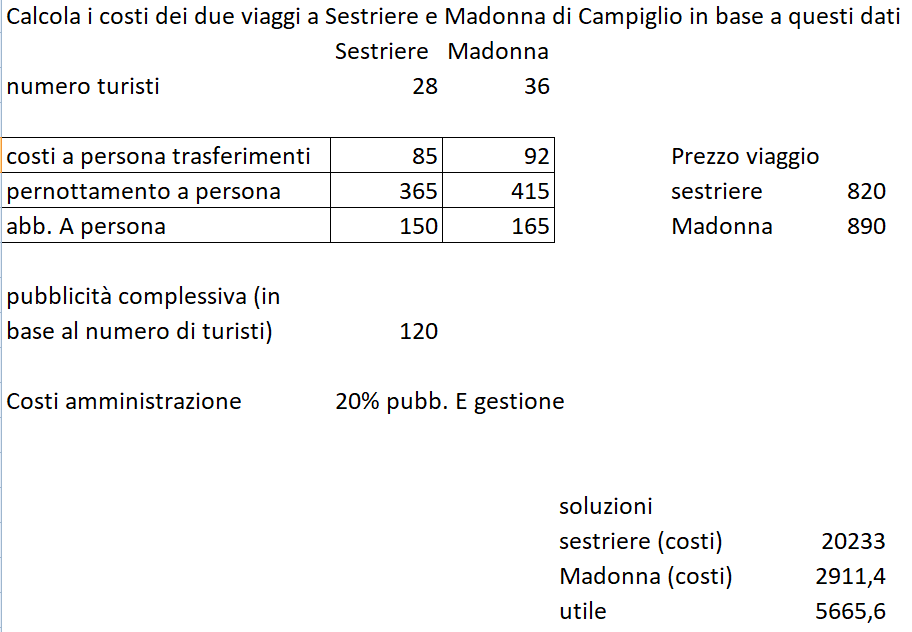 Calcola i costi dei due viaggi a Sestriere e Madonna di Campiglio in base a questi dati
Sestriere Madonna
numero turisti 28 36
costi a persona trasferimenti 85 92 Prezzo viaggio
pernottamento a persona 365 415 sestriere 820
abb. A persona 150 165 Madonna 890
pubblicità complessiva (in
base al numero di turisti) 120
Costi amministrazione 20% pubb. E gestione
soluzioni
sestriere (costi) 20233
Madonna (costi) 2911,4
utile 5665,6